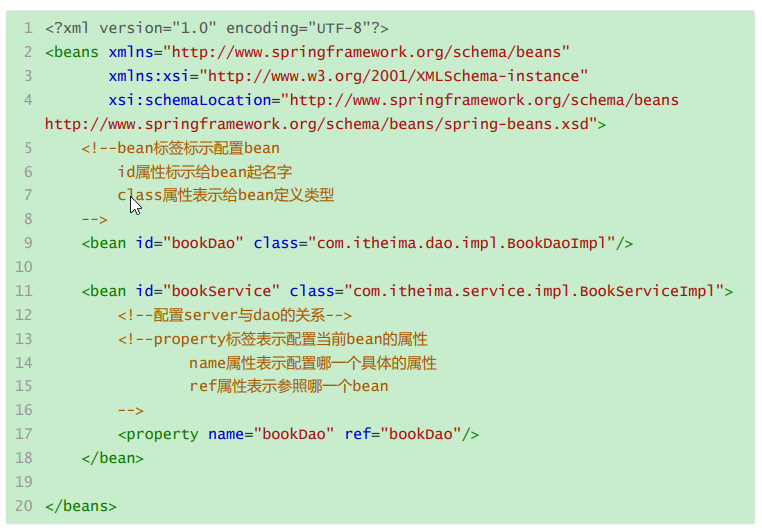 1 <?xml version="1.0" encoding="UTF-8"?>
2 <beans xmlns="http://www.springframework.org/schema/beans"
3 xmlns:xsi="http://www.w3.org/2001/XMLSchema-instance"
4 xsi:schemaLocation="http://www.springframework.org/schema/beans
http://www.springframework.org/schema/beans/spring-beans.xsd">
5 <!--bean标签标示配置bean
6 id属性标示给bean起名字
7 class属性表示给bean定义类型
8 -->
9 <bean id="bookDao" class="com.itheima.dao.impl.BookDaoImpl"/>
10
11 <bean id="bookService" class="com.itheima.service.impl.BookServiceImpl">
12 <!--配置server与dao的关系-->
13 <!--property标签表示配置当前bean的属性
14 name属性表示配置哪一个具体的属性
15 ref属性表示参照哪一个bean
16 -->
17 <property name="bookDao" ref="bookDao"/>
18 </bean>
19
20 </beans>